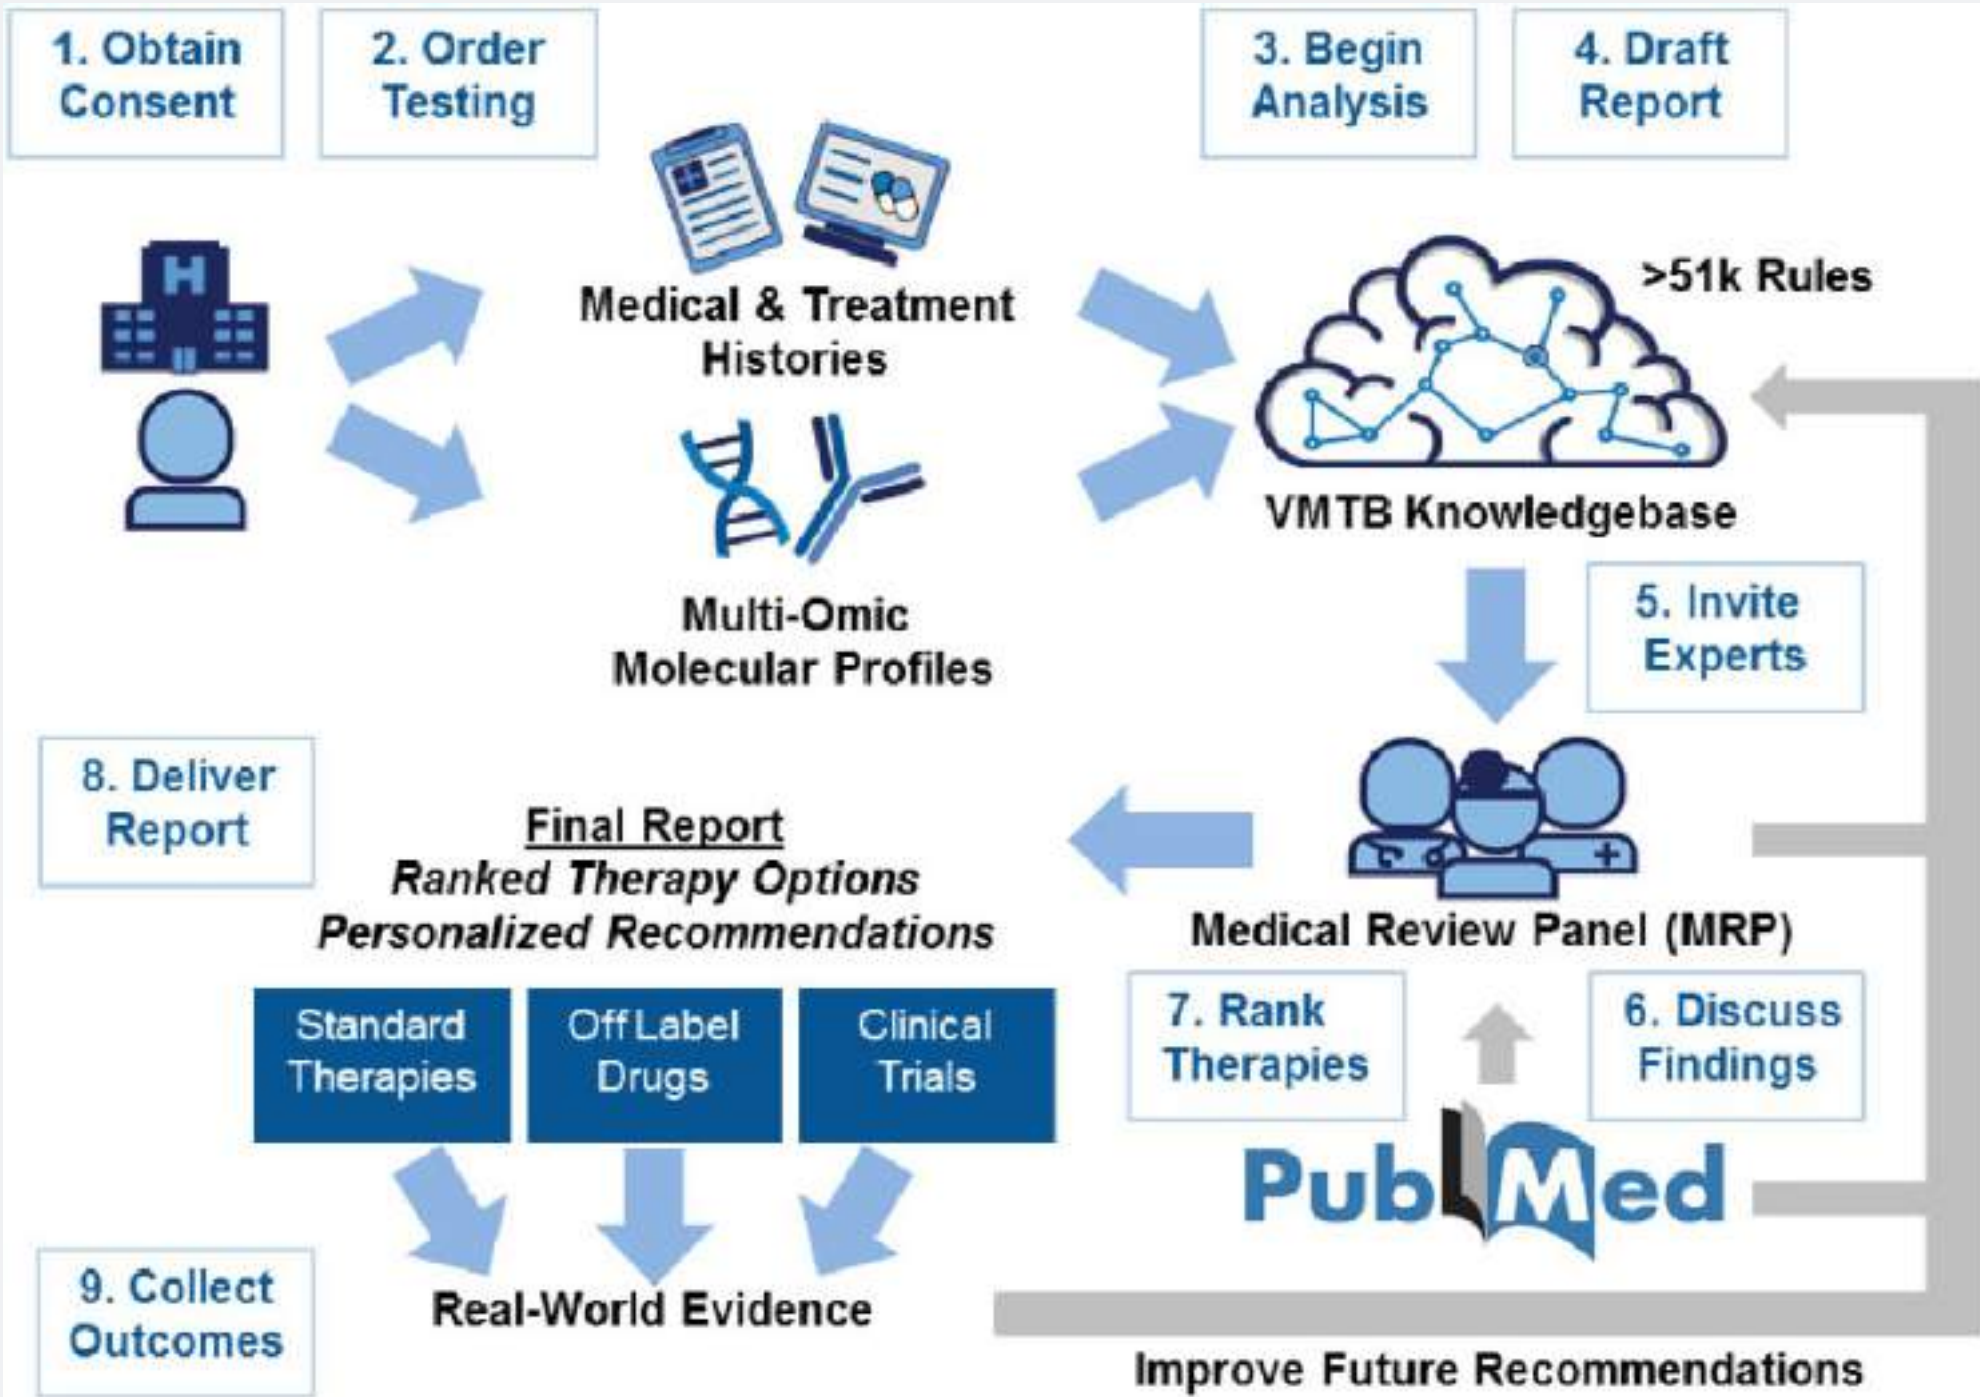 1. Obtain
Consent
2. Order
Testing
3. Begin
Analysis
4. Draft
Report
H
>51k Rules
Medical & Treatment
Histories
VMTB Knowledgebase
Multi-Omic
Molecular Profiles
5. Invite
Experts
8. Deliver
Report
Final Report
Ranked Therapy Options
Personalized Recommendations
Medical Review Panel (MRP)
Standard
Therapies
Off Label
Drugs
Clinical
Trials
7. Rank
Therapies
6. Discuss
Findings
PubMed
9. Collect
Outcomes
Real-World Evidence
Improve Future Recommendations